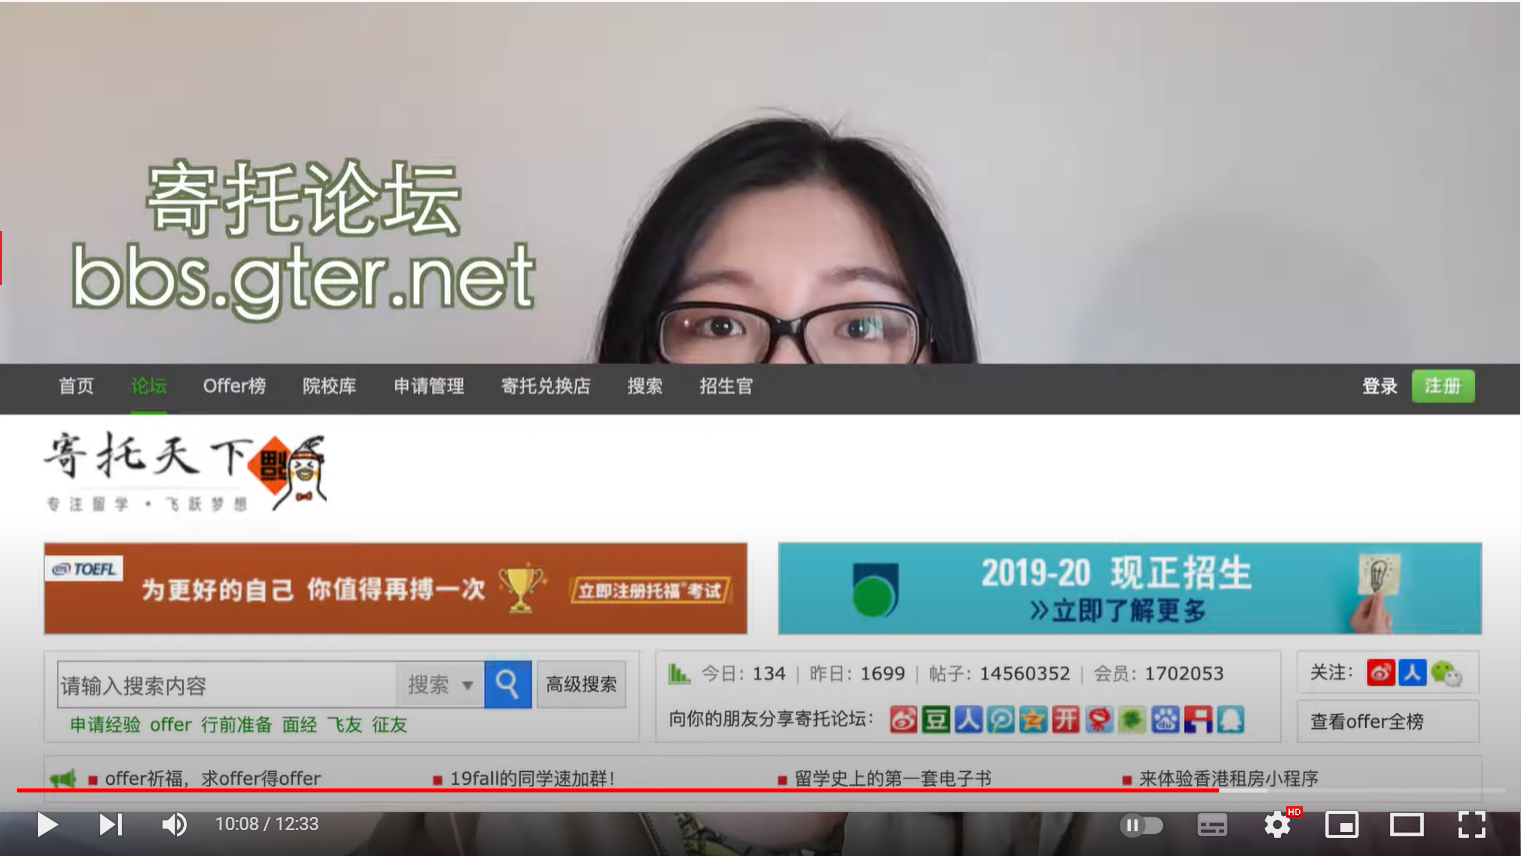 寄托论坛
bbs.gter.net
首页 论坛 Offer榜 院校库 申请管理 寄托兑换店 搜索 招生官 登录 注册
寄托天下
专注留学 · 飞跃梦想
TOEFL
为更好的自己 你值得再搏一次 立即注册托福®考试
2019-20 现正招生
»立即了解更多
请输入搜索内容 搜索 高级搜索
申请经验 offer 行前准备 面经 飞友 征友
今日: 134 | 昨日: 1699 | 帖子: 14560352 | 会员: 1702053
向你的朋友分享寄托论坛:
关注:
查看offer全榜
offer祈福，求offer得offer 19fall的同学速加群! 留学史上的第一套电子书 来体验香港租房小程序
10:08 / 12:33
HD